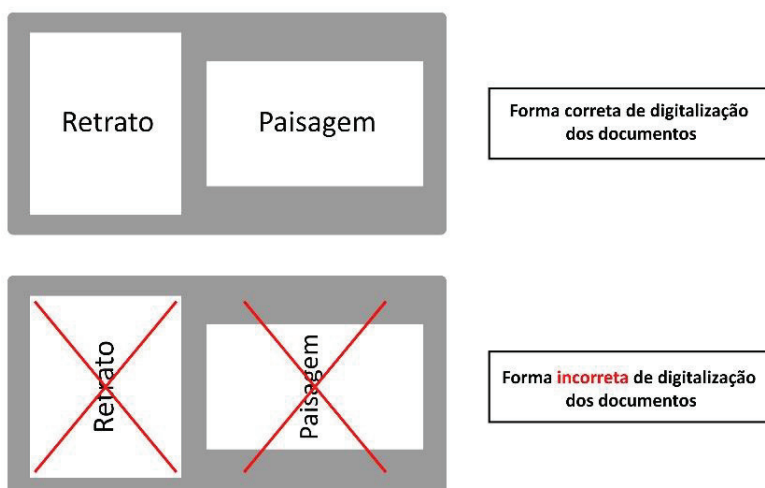 Retrato
Paisagem
Forma correta de digitalização
dos documentos
Retrato
Paisagem
Forma incorreta de digitalização
dos documentos